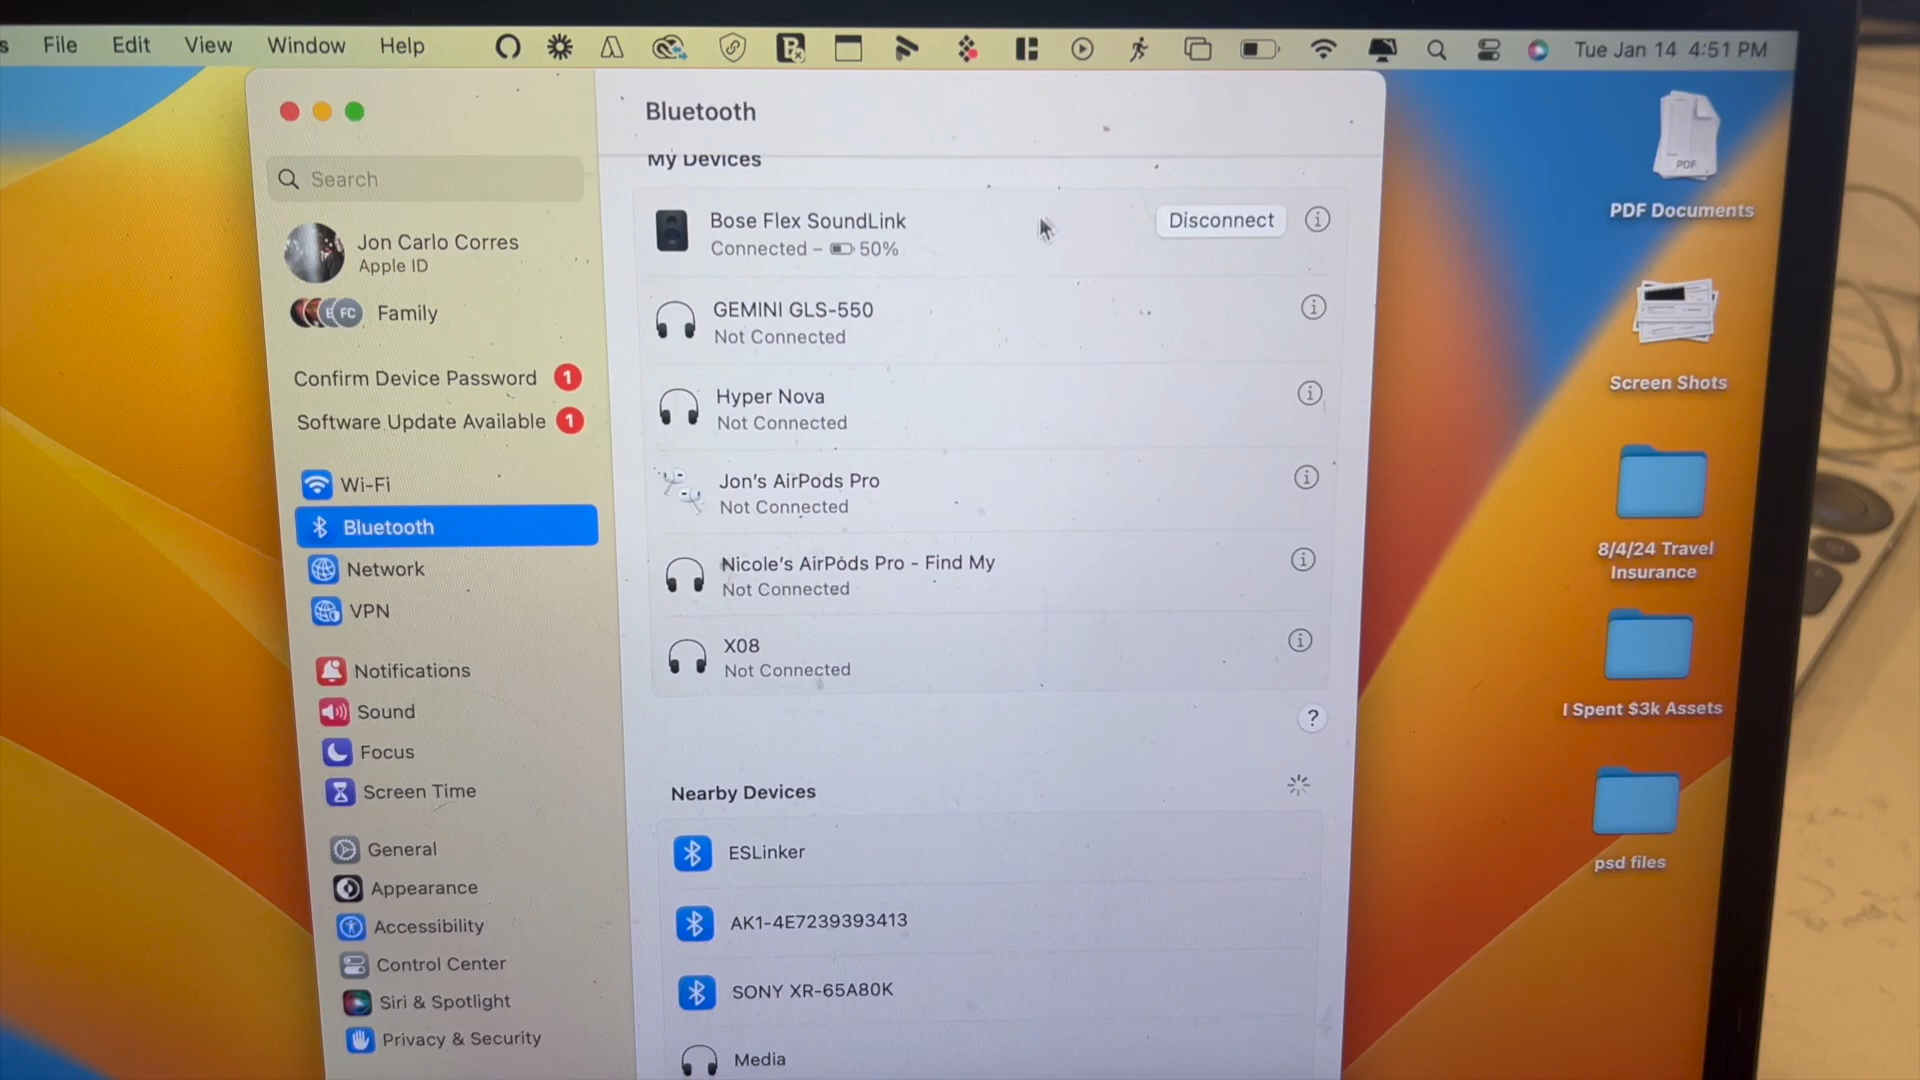 File Edit View Window Help
Tue Jan 14 4:51 PM
Search
Jon Carlo Corres
Apple ID
FC
Family
Confirm Device Password 1
Software Update Available 1
Wi-Fi
Bluetooth
Network
VPN
Notifications
Sound
Focus
Screen Time
General
Appearance
Accessibility
Control Center
Siri & Spotlight
Privacy & Security
Bluetooth
My Devices
Bose Flex SoundLink
Connected – 50%
Disconnect
GEMINI GLS-550
Not Connected
Hyper Nova
Not Connected
Jon's AirPods Pro
Not Connected
Nicole's AirPods Pro - Find My
Not Connected
X08
Not Connected
?
Nearby Devices
ESLinker
AK1-4E7239393413
SONY XR-65A80K
Media
PDF
PDF Documents
Screen Shots
8/4/24 Travel
Insurance
I Spent $3k Assets
psd files